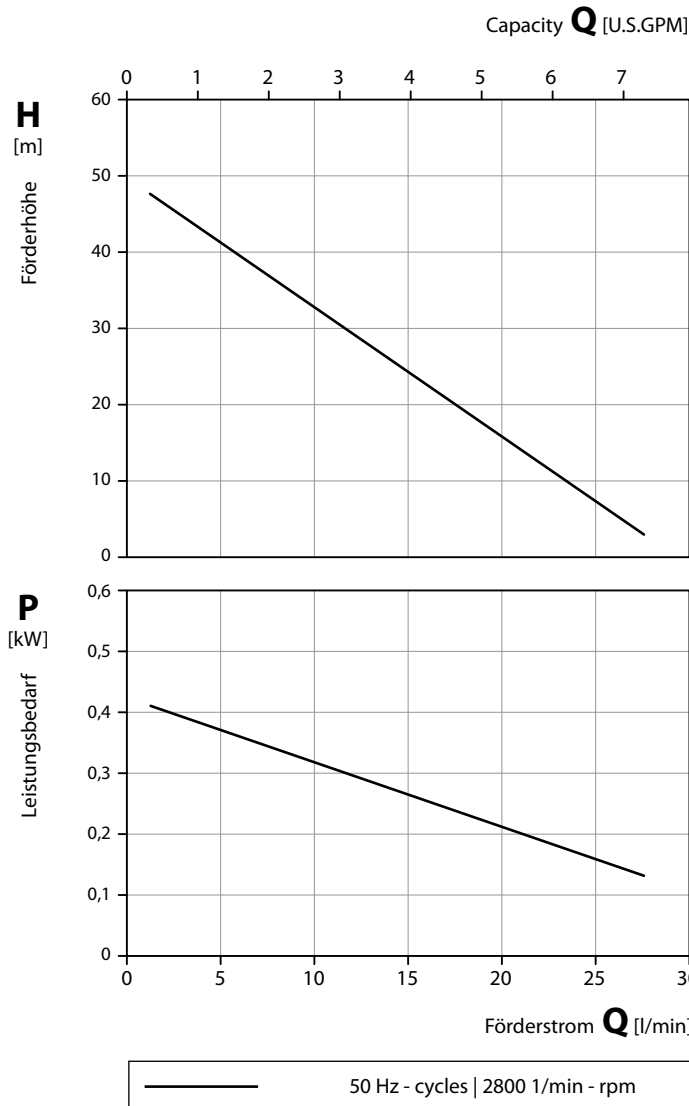 Capacity Q [U.S.GPM]
0 1 2 3 4 5 6 7
H
[m]
Förderhöhe
60
50
40
30
20
10
0
P
[kW]
Leistungsbedarf
0,6
0,5
0,4
0,3
0,2
0,1
0
0 5 10 15 20 25 30
Förderstrom Q [l/min]
50 Hz - cycles | 2800 1/min - rpm